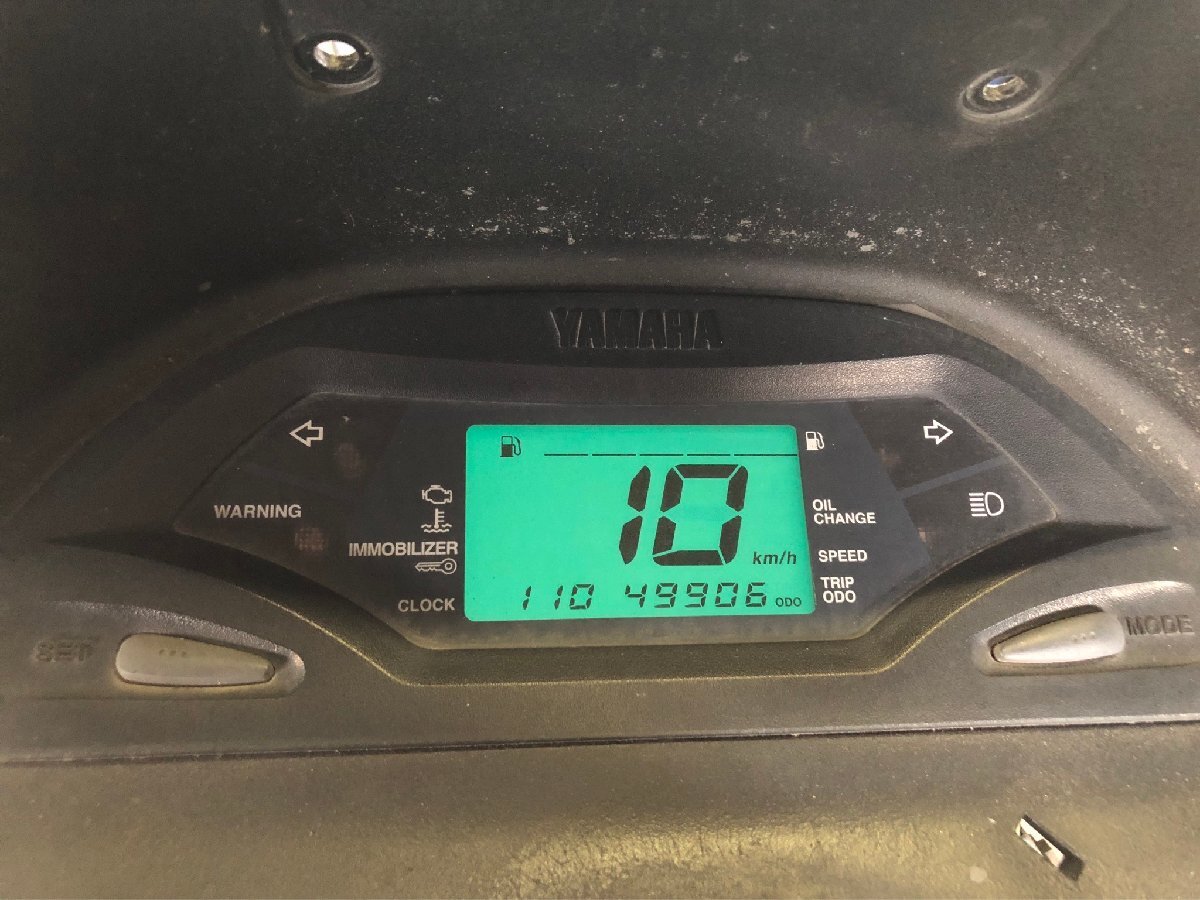 YAMAHA
WARNING
IMMOBILIZER
CLOCK
10 km/h
110 49906 ODO
OIL
CHANGE
SPEED
TRIP
ODO
SET
MODE